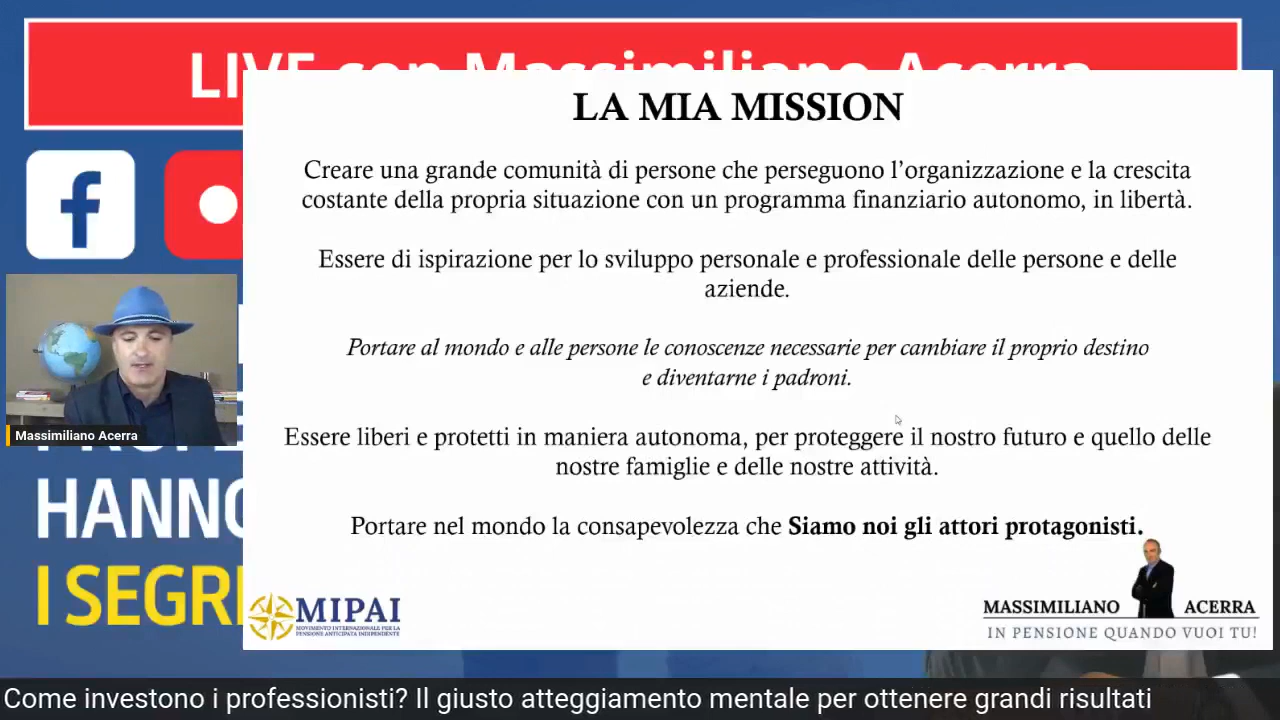 LIVE con Massimiliano Acerra
LA MIA MISSION
Creare una grande comunità di persone che perseguono l’organizzazione e la crescita
costante della propria situazione con un programma finanziario autonomo, in libertà.
Essere di ispirazione per lo sviluppo personale e professionale delle persone e delle
aziende.
Portare al mondo e alle persone le conoscenze necessarie per cambiare il proprio destino
e diventarne i padroni.
Essere liberi e protetti in maniera autonoma, per proteggere il nostro futuro e quello delle
nostre famiglie e delle nostre attività.
Portare nel mondo la consapevolezza che Siamo noi gli attori protagonisti.
Massimiliano Acerra
HANNO
I SEGR
MIPAI
MOVIMENTO INTERNAZIONALE PER LA
PENSIONE ANTICIPATA INDIPENDENTE
MASSIMILIANO ACERRA
IN PENSIONE QUANDO VUOI TU!
Come investono i professionisti? Il giusto atteggiamento mentale per ottenere grandi risultati